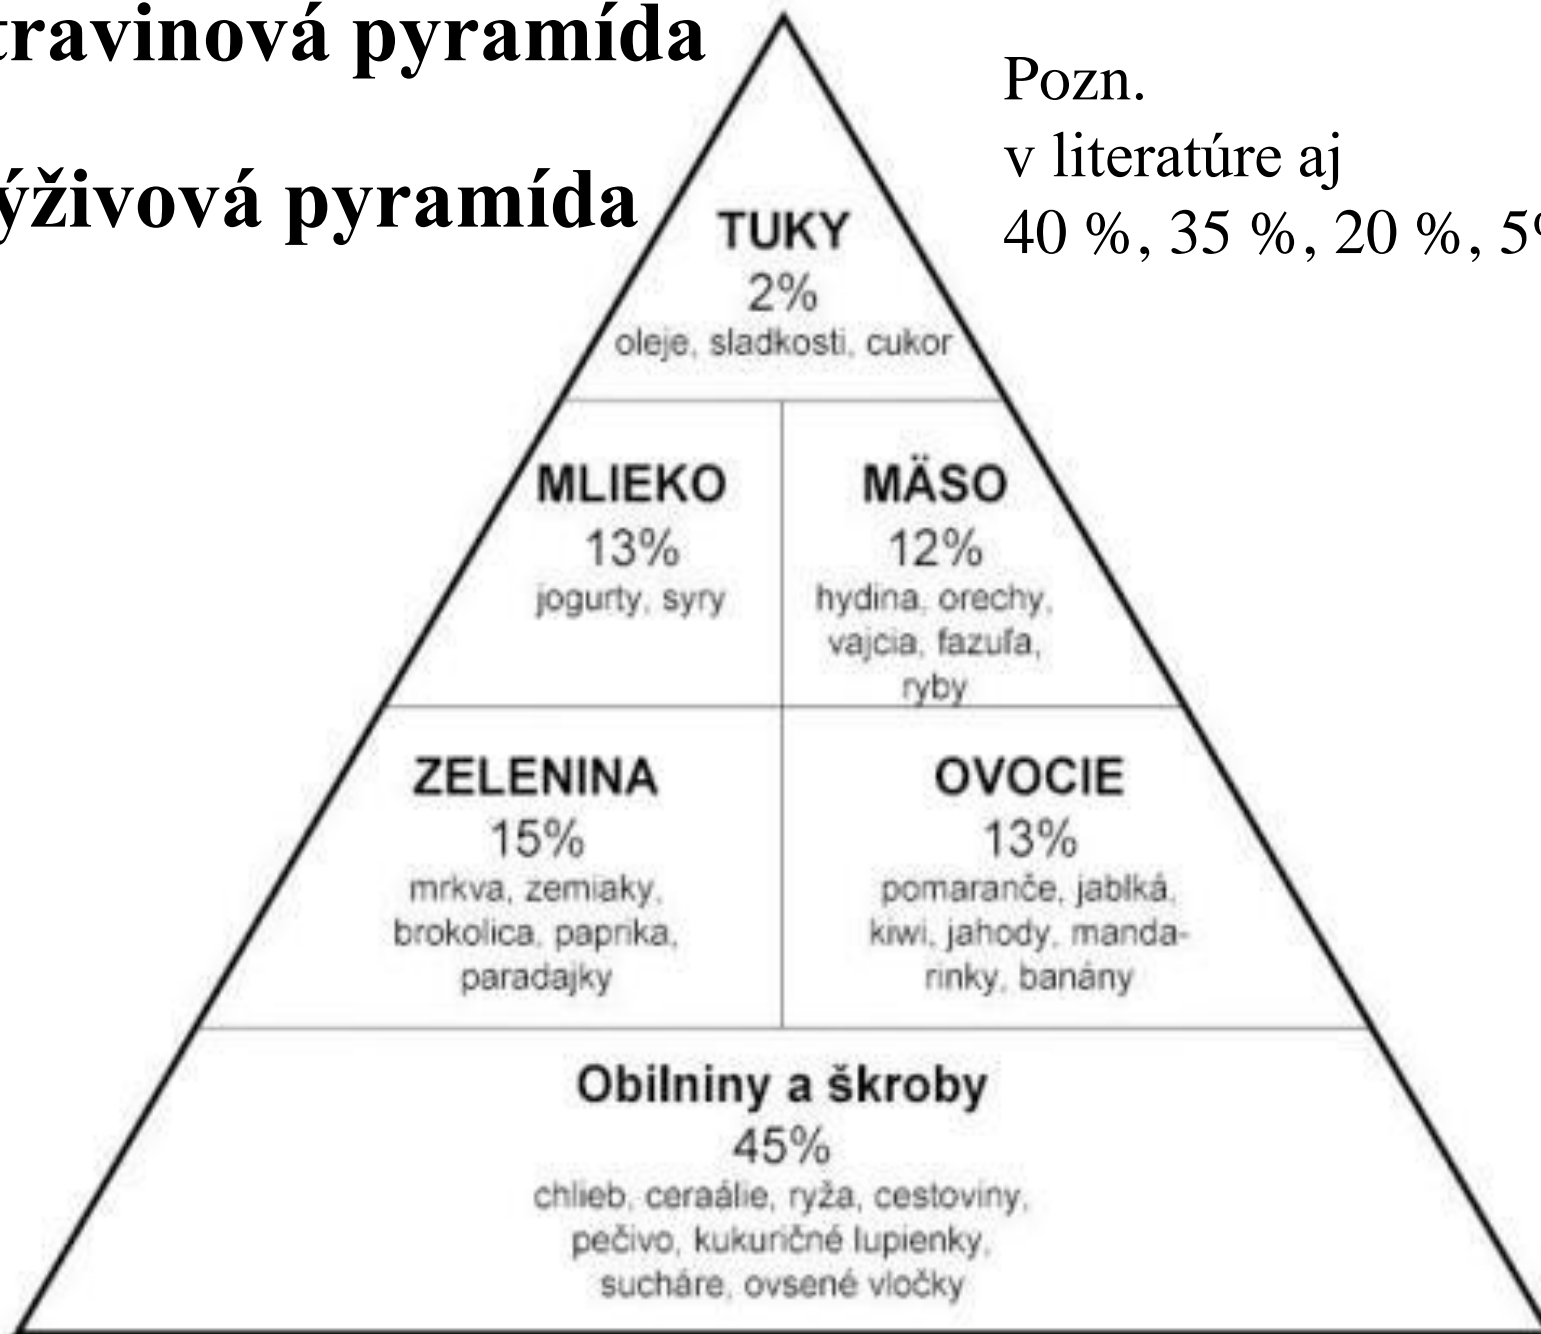 travinová pyramída
ýživová pyramída
Pozn.
v literatúre aj
40 %, 35 %, 20 %, 5%
TUKY
2%
oleje, sladkosti, cukor
MLIEKO
13%
jogurty, syry
MÄSO
12%
hydina, orechy,
vajcia, fazuľa,
ryby
ZELENINA
15%
mrkva, zemiaky,
brokolica, paprika,
paradajky
OVOCIE
13%
pomaranče, jablká,
kiwi, jahody, manda-
rinky, banány
Obilniny a škroby
45%
chlieb, ceraálie, ryža, cestoviny,
pečivo, kukuričné lupienky,
sucháre, ovsené vločky